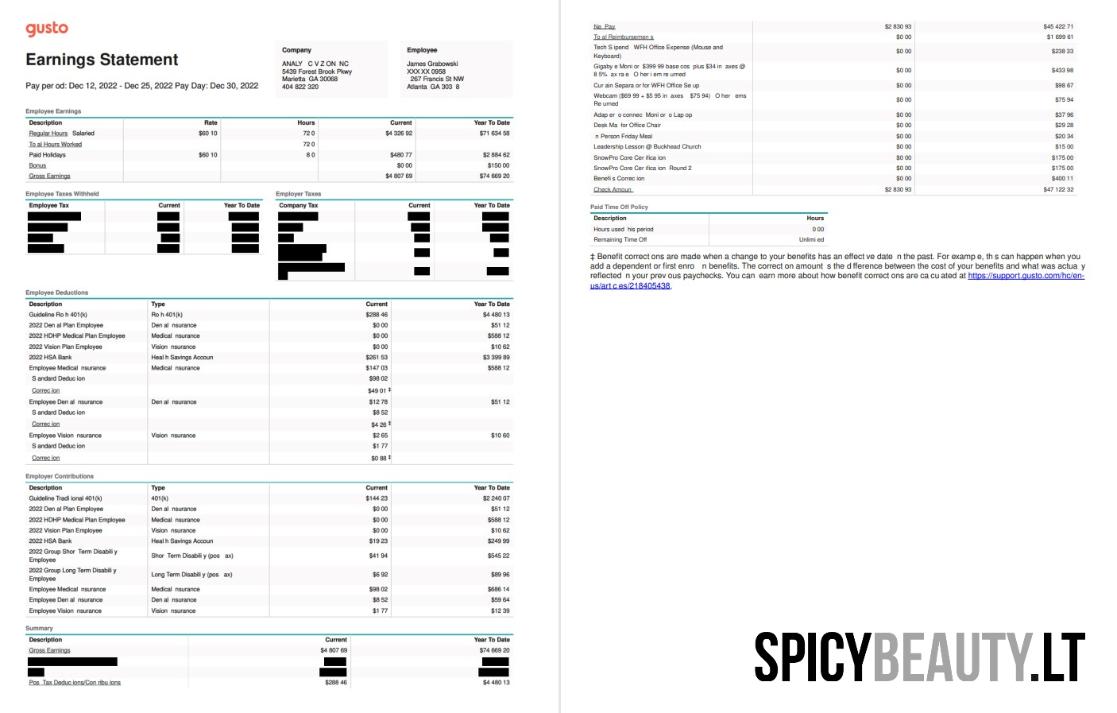 gusto
Earnings Statement
Pay per od: Dec 12, 2022 - Dec 25, 2022 Pay Day: Dec 30, 2022
Company
ANALY C V Z ON NC
5439 Forest Brook Pkwy
Marietta GA 30068
404 822 320
Employee
James Grabowski
XXX XX 0958
267 Francis St NW
Atlanta GA 303 8
Employee Earnings
Description Rate Hours Current Year To Date
Regular Hours Salaried $60 10 72 0 $4 326 92 $71 634 58
To al Hours Worked 72 0
Paid Holidays $60 10 8 0 $480 77 $2 884 62
Bonus $0 00 $150 00
Gross Earnings $4 807 69 $74 669 20
Employee Taxes Withheld
Employee Tax Current Year To Date
Employer Taxes
Company Tax Current Year To Date
Employee Deductions
Description Type Current Year To Date
Guideline Ro h 401(k) Ro h 401(k) $288 46 $4 480 13
2022 Den al Plan Employee Den al nsurance $0 00 $51 12
2022 HDHP Medical Plan Employee Medical nsurance $0 00 $588 12
2022 Vision Plan Employee Vision nsurance $0 00 $10 62
2022 HSA Bank Heal h Savings Accoun $261 53 $3 399 89
Employee Medical nsurance Medical nsurance $147 03 $588 12
S andard Deduc ion $98 02
Correc ion $49 01 ‡
Employee Den al nsurance Den al nsurance $12 78 $51 12
S andard Deduc ion $8 52
Correc ion $4 26 ‡
Employee Vision nsurance Vision nsurance $2 65 $10 60
S andard Deduc ion $1 77
Correc ion $0 88 ‡
Employer Contributions
Description Type Current Year To Date
Guideline Tradi ional 401(k) 401(k) $144 23 $2 240 07
2022 Den al Plan Employee Den al nsurance $0 00 $51 12
2022 HDHP Medical Plan Employee Medical nsurance $0 00 $588 12
2022 Vision Plan Employee Vision nsurance $0 00 $10 62
2022 HSA Bank Heal h Savings Accoun $19 23 $249 99
2022 Group Shor Term Disabili y
Employee Shor Term Disabili y (pos ax) $41 94 $545 22
2022 Group Long Term Disabili y
Employee Long Term Disabili y (pos ax) $6 92 $89 96
Employee Medical nsurance Medical nsurance $98 02 $686 14
Employee Den al nsurance Den al nsurance $8 52 $59 64
Employee Vision nsurance Vision nsurance $1 77 $12 39
Summary
Description Current Year To Date
Gross Earnings $4 807 69 $74 669 20
Pos Tax Deduc ions/Con ribu ions $288 46 $4 480 13
Ne Pay $2 830 93 $45 422 71
To al Reimbursemen s $0 00 $1 699 61
Tech S ipend WFH Office Expense (Mouse and
Keyboard) $0 00 $238 33
Gigaby e Moni or $399 99 base cos plus $34 in axes @
8 5% ax ra e O her i em re urned $0 00 $433 98
Cur ain Separa or for WFH Office Se up $0 00 $98 67
Webcam ($69 99 + $5 95 in axes $75 94) O her ems
Re urned $0 00 $75 94
Adap er o connec Moni or o Lap op $0 00 $37 96
Desk Ma for Office Chair $0 00 $29 28
n Person Friday Meal $0 00 $20 34
Leadership Lesson @ Buckhead Church $0 00 $15 00
SnowPro Core Cer ifica ion $0 00 $175 00
SnowPro Core Cer ifica ion Round 2 $0 00 $175 00
Benefi s Correc ion $0 00 $400 11
Check Amoun $2 830 93 $47 122 32
Paid Time Off Policy
Description Hours
Hours used his period 0 00
Remaining Time Off Unlimi ed
‡ Benefit correct ons are made when a change to your benefits has an effect ve date n the past. For examp e, th s can happen when you
add a dependent or first enro n benefits. The correct on amount s the d fference between the cost of your benefits and what was actua y
reflected n your prev ous paychecks. You can earn more about how benefit correct ons are ca cu ated at https://support.gusto.com/hc/en-
us/art c es/218405438.
SPICYBEAUTY.LT